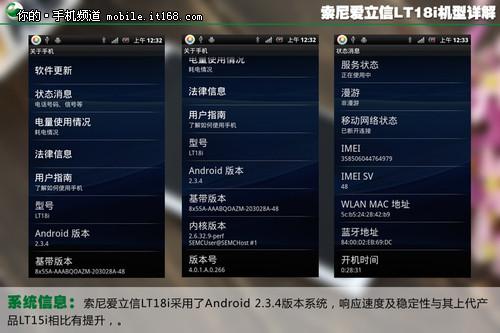 你的·手机频道 mobile.it168.com
索尼爱立信LT18i机型详解
上午 12:32
关于手机
软件更新
状态消息
电话号码、信号等
电量使用情况
耗电情况
法律信息
用户指南
了解如何使用手机
型号
LT18i
Android 版本
2.3.4
基带版本
8x55A-AAABQOAZM-203028A-48
上午 12:32
关于手机
电量使用情况
耗电情况
法律信息
用户指南
了解如何使用手机
型号
LT18i
Android 版本
2.3.4
基带版本
8x55A-AAABQOAZM-203028A-48
内核版本
2.6.32.9-perf
SEMCUser@SEMCHost #1
版本号
4.0.1.A.0.266
上午 12:33
状态消息
服务状态
正在使用中
漫游
非漫游
移动网络状态
已断开连接
IMEI
358506044764979
IMEI SV
48
WLAN MAC 地址
5c:b5:24:28:42:b9
蓝牙地址
84:00:D2:EB:69:DC
开机时间
0:28:31
系统信息：索尼爱立信LT18i采用了Android 2.3.4版本系统，响应速度及稳定性与其上代产
品LT15i相比有提升，。